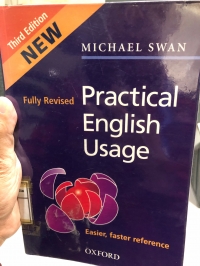 Third Edition
NEW
MICHAEL SWAN
Fully Revised
Practical
English
Usage
Easier, faster reference
OXFORD